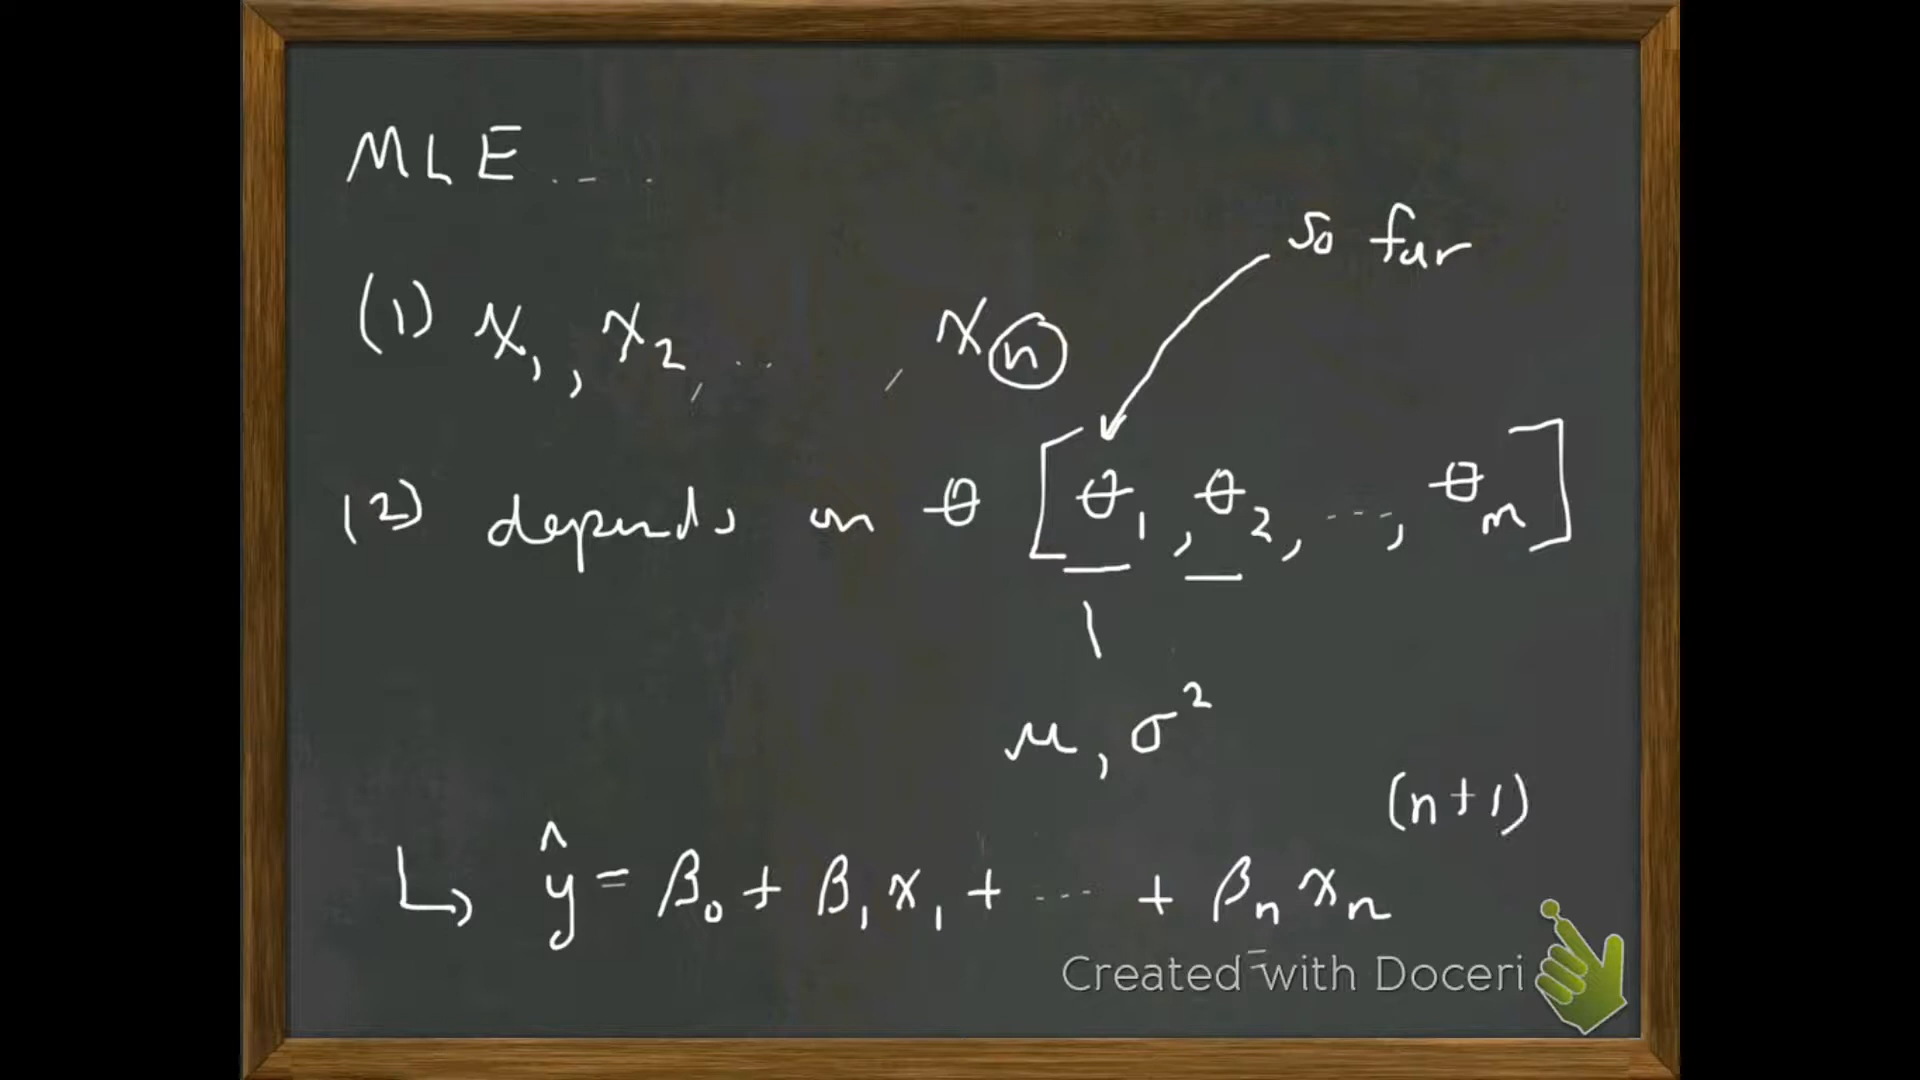 MLE ....
so far
(1) x₁, x₂, ..., xₙ
(2) depends on θ [θ₁, θ₂, ..., θₘ]
μ, σ²
(n+1)
↳ ŷ = β₀ + β₁x₁ + ... + βₙxₙ
Created with Doceri